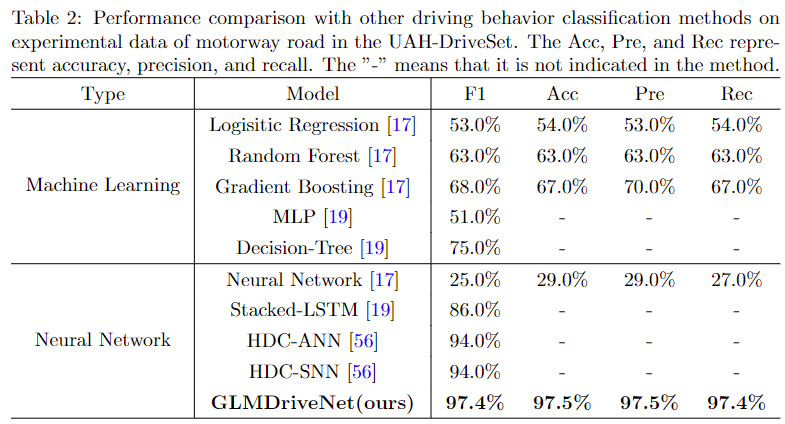 Table 2: Performance comparison with other driving behavior classification methods on
experimental data of motorway road in the UAH-DriveSet. The Acc, Pre, and Rec repre-
sent accuracy, precision, and recall. The ”-” means that it is not indicated in the method.
Type Model F1 Acc Pre Rec
Logisitic Regression [17] 53.0% 54.0% 53.0% 54.0%
Random Forest [17] 63.0% 63.0% 63.0% 63.0%
Machine Learning Gradient Boosting [17] 68.0% 67.0% 70.0% 67.0%
MLP [19] 51.0% - - -
Decision-Tree [19] 75.0% - - -
Neural Network [17] 25.0% 29.0% 29.0% 27.0%
Stacked-LSTM [19] 86.0% - - -
Neural Network HDC-ANN [56] 94.0% - - -
HDC-SNN [56] 94.0% - - -
GLMDriveNet(ours) 97.4% 97.5% 97.5% 97.4%